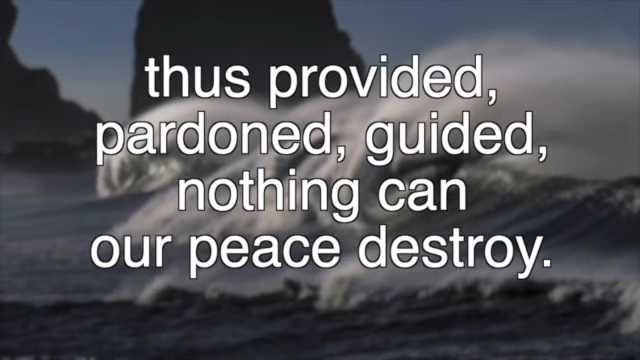 thus provided,
pardoned, guided,
nothing can
our peace destroy.